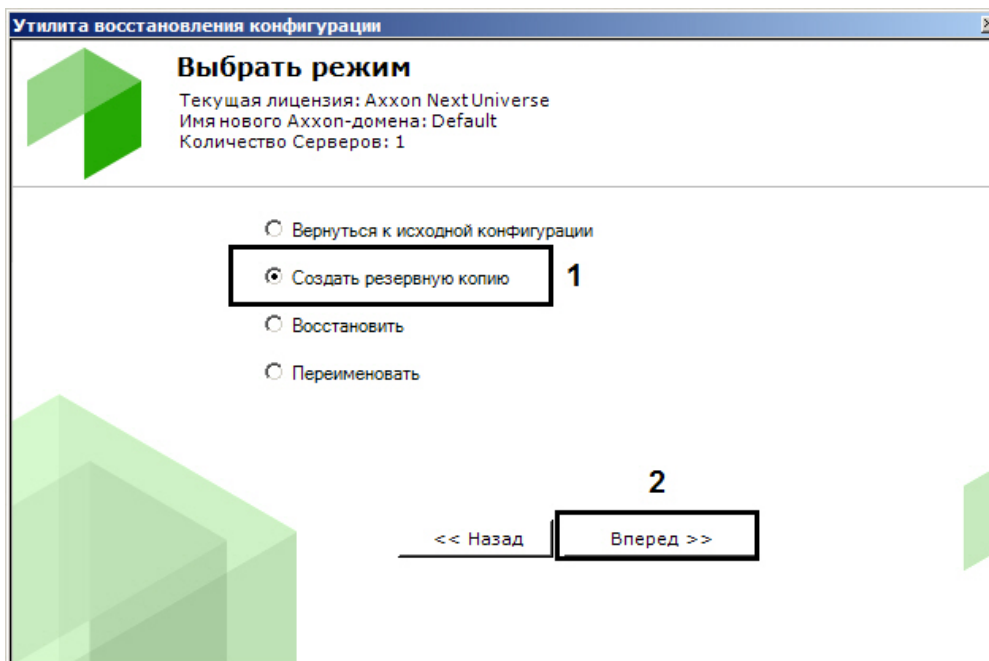 Утилита восстановления конфигурации
Выбрать режим
Текущая лицензия: Axxon Next Universe
Имя нового Axxon-домена: Default
Количество Серверов: 1
Вернуться к исходной конфигурации
Создать резервную копию 1
Восстановить
Переименовать
2
<< Назад Вперед >>